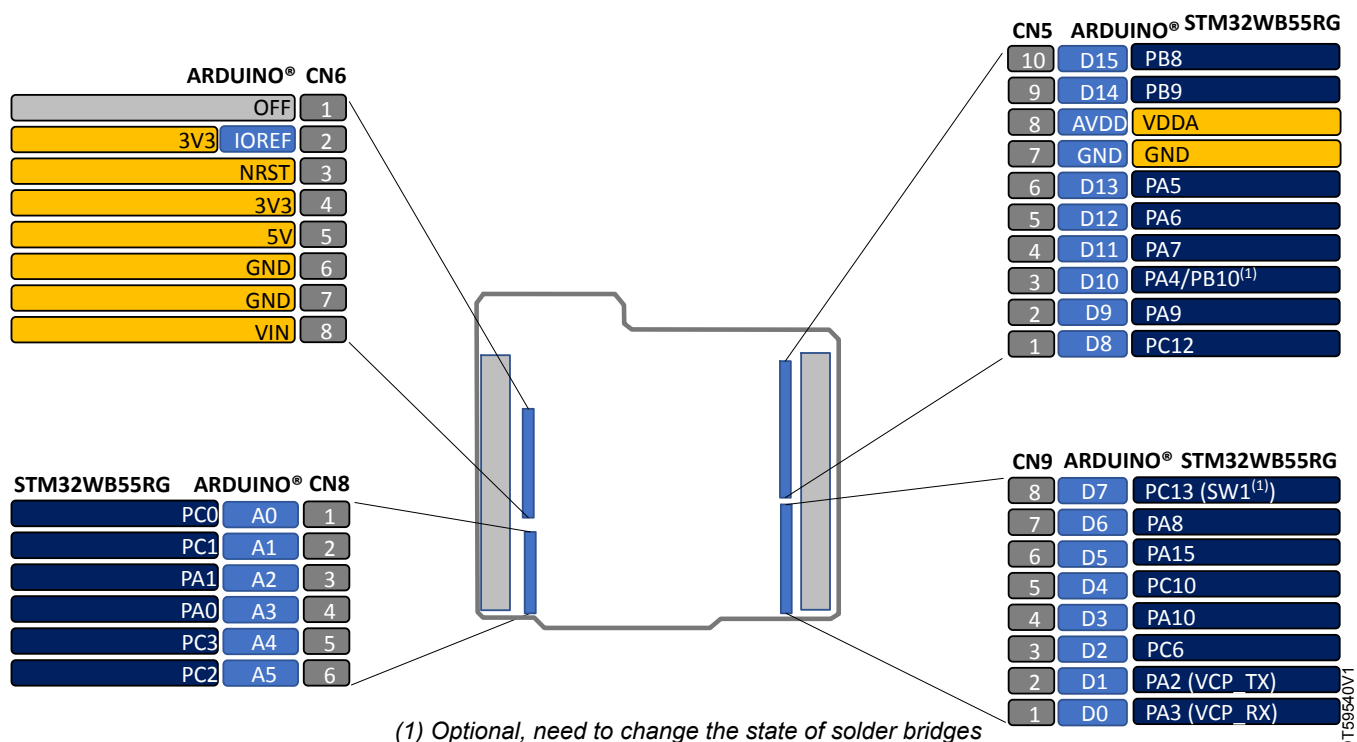 ARDUINO® CN6
OFF 1
3V3 IOREF 2
NRST 3
3V3 4
5V 5
GND 6
GND 7
VIN 8
CN5 ARDUINO® STM32WB55RG
10 D15 PB8
9 D14 PB9
8 AVDD VDDA
7 GND GND
6 D13 PA5
5 D12 PA6
4 D11 PA7
3 D10 PA4/PB10(1)
2 D9 PA9
1 D8 PC12
STM32WB55RG ARDUINO® CN8
PC0 A0 1
PC1 A1 2
PA1 A2 3
PA0 A3 4
PC3 A4 5
PC2 A5 6
CN9 ARDUINO® STM32WB55RG
8 D7 PC13 (SW1(1))
7 D6 PA8
6 D5 PA15
5 D4 PC10
4 D3 PA10
3 D2 PC6
2 D1 PA2 (VCP_TX)
1 D0 PA3 (VCP_RX)
(1) Optional, need to change the state of solder bridges